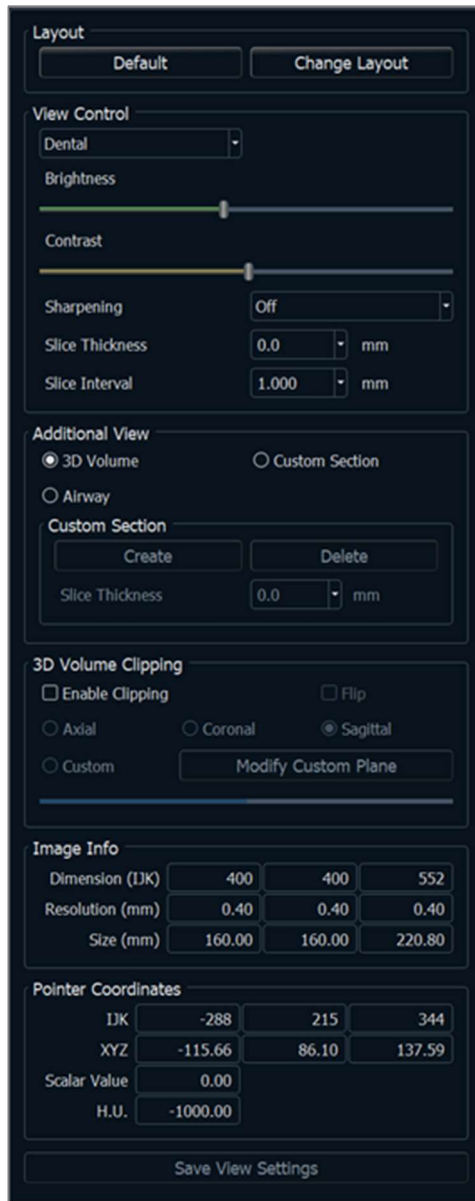 Layout
Default Change Layout
View Control
Dental
Brightness
Contrast
Sharpening Off
Slice Thickness 0.0 mm
Slice Interval 1.000 mm
Additional View
3D Volume Custom Section
Airway
Custom Section
Create Delete
Slice Thickness 0.0 mm
3D Volume Clipping
Enable Clipping Flip
Axial Coronal Sagittal
Custom Modify Custom Plane
Image Info
Dimension (IJK) 400 400 552
Resolution (mm) 0.40 0.40 0.40
Size (mm) 160.00 160.00 220.80
Pointer Coordinates
IJK -288 215 344
XYZ -115.66 86.10 137.59
Scalar Value 0.00
H.U. -1000.00
Save View Settings